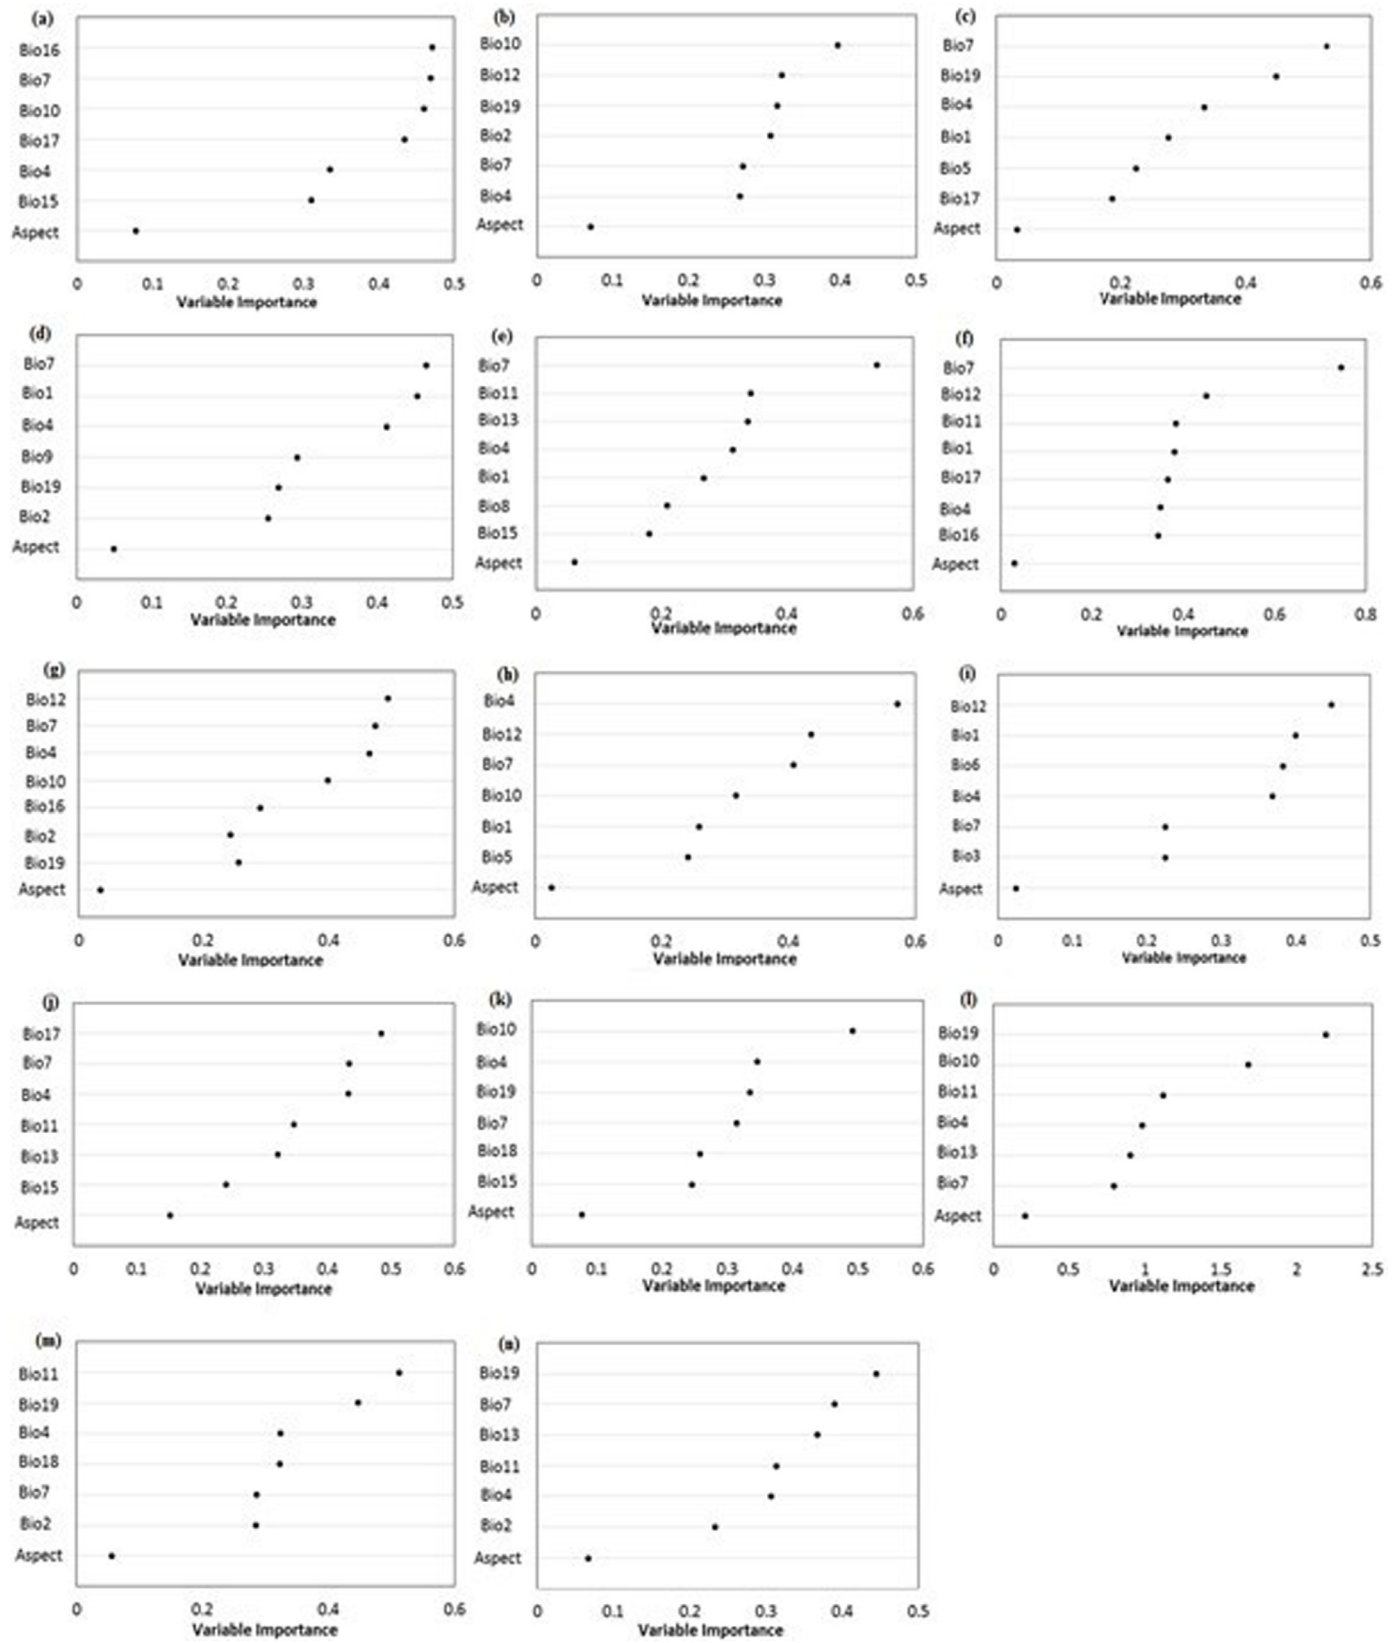 (a)
Bio16
Bio7
Bio10
Bio17
Bio4
Bio15
Aspect
0 0.1 0.2 0.3 0.4 0.5
Variable Importance
(b)
Bio10
Bio12
Bio19
Bio2
Bio7
Bio4
Aspect
0 0.1 0.2 0.3 0.4 0.5
Variable Importance
(c)
Bio7
Bio19
Bio4
Bio1
Bio5
Bio17
Aspect
0 0.2 0.4 0.6
Variable Importance
(d)
Bio7
Bio1
Bio4
Bio9
Bio19
Bio2
Aspect
0 0.1 0.2 0.3 0.4 0.5
Variable Importance
(e)
Bio7
Bio11
Bio13
Bio4
Bio1
Bio8
Bio15
Aspect
0 0.2 0.4 0.6
Variable Importance
(f)
Bio7
Bio12
Bio11
Bio1
Bio17
Bio4
Bio16
Aspect
0 0.2 0.4 0.6 0.8
Variable Importance
(g)
Bio12
Bio7
Bio4
Bio10
Bio16
Bio2
Bio19
Aspect
0 0.2 0.4 0.6
Variable Importance
(h)
Bio4
Bio12
Bio7
Bio10
Bio1
Bio5
Aspect
0 0.2 0.4 0.6
Variable Importance
(i)
Bio12
Bio1
Bio6
Bio4
Bio7
Bio3
Aspect
0 0.1 0.2 0.3 0.4 0.5
Variable Importance
(j)
Bio17
Bio7
Bio4
Bio11
Bio13
Bio15
Aspect
0 0.1 0.2 0.3 0.4 0.5 0.6
Variable Importance
(k)
Bio10
Bio4
Bio19
Bio7
Bio18
Bio15
Aspect
0 0.1 0.2 0.3 0.4 0.5 0.6
Variable Importance
(l)
Bio19
Bio10
Bio11
Bio4
Bio13
Bio7
Aspect
0 0.5 1 1.5 2 2.5
Variable Importance
(m)
Bio11
Bio19
Bio4
Bio18
Bio7
Bio2
Aspect
0 0.2 0.4 0.6
Variable Importance
(n)
Bio19
Bio7
Bio13
Bio11
Bio4
Bio2
Aspect
0 0.1 0.2 0.3 0.4 0.5
Variable Importance